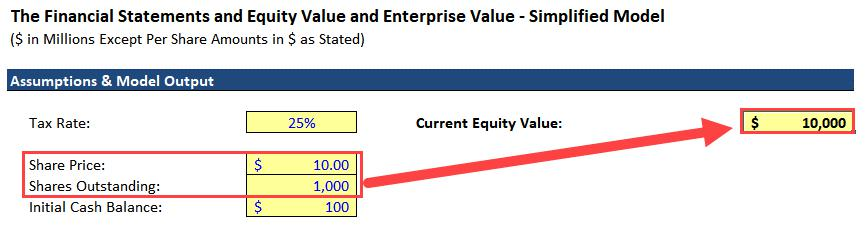 The Financial Statements and Equity Value and Enterprise Value - Simplified Model
($ in Millions Except Per Share Amounts in $ as Stated)
Assumptions & Model Output
Tax Rate: 25% Current Equity Value: $ 10,000
Share Price: $ 10.00
Shares Outstanding: 1,000
Initial Cash Balance: $ 100